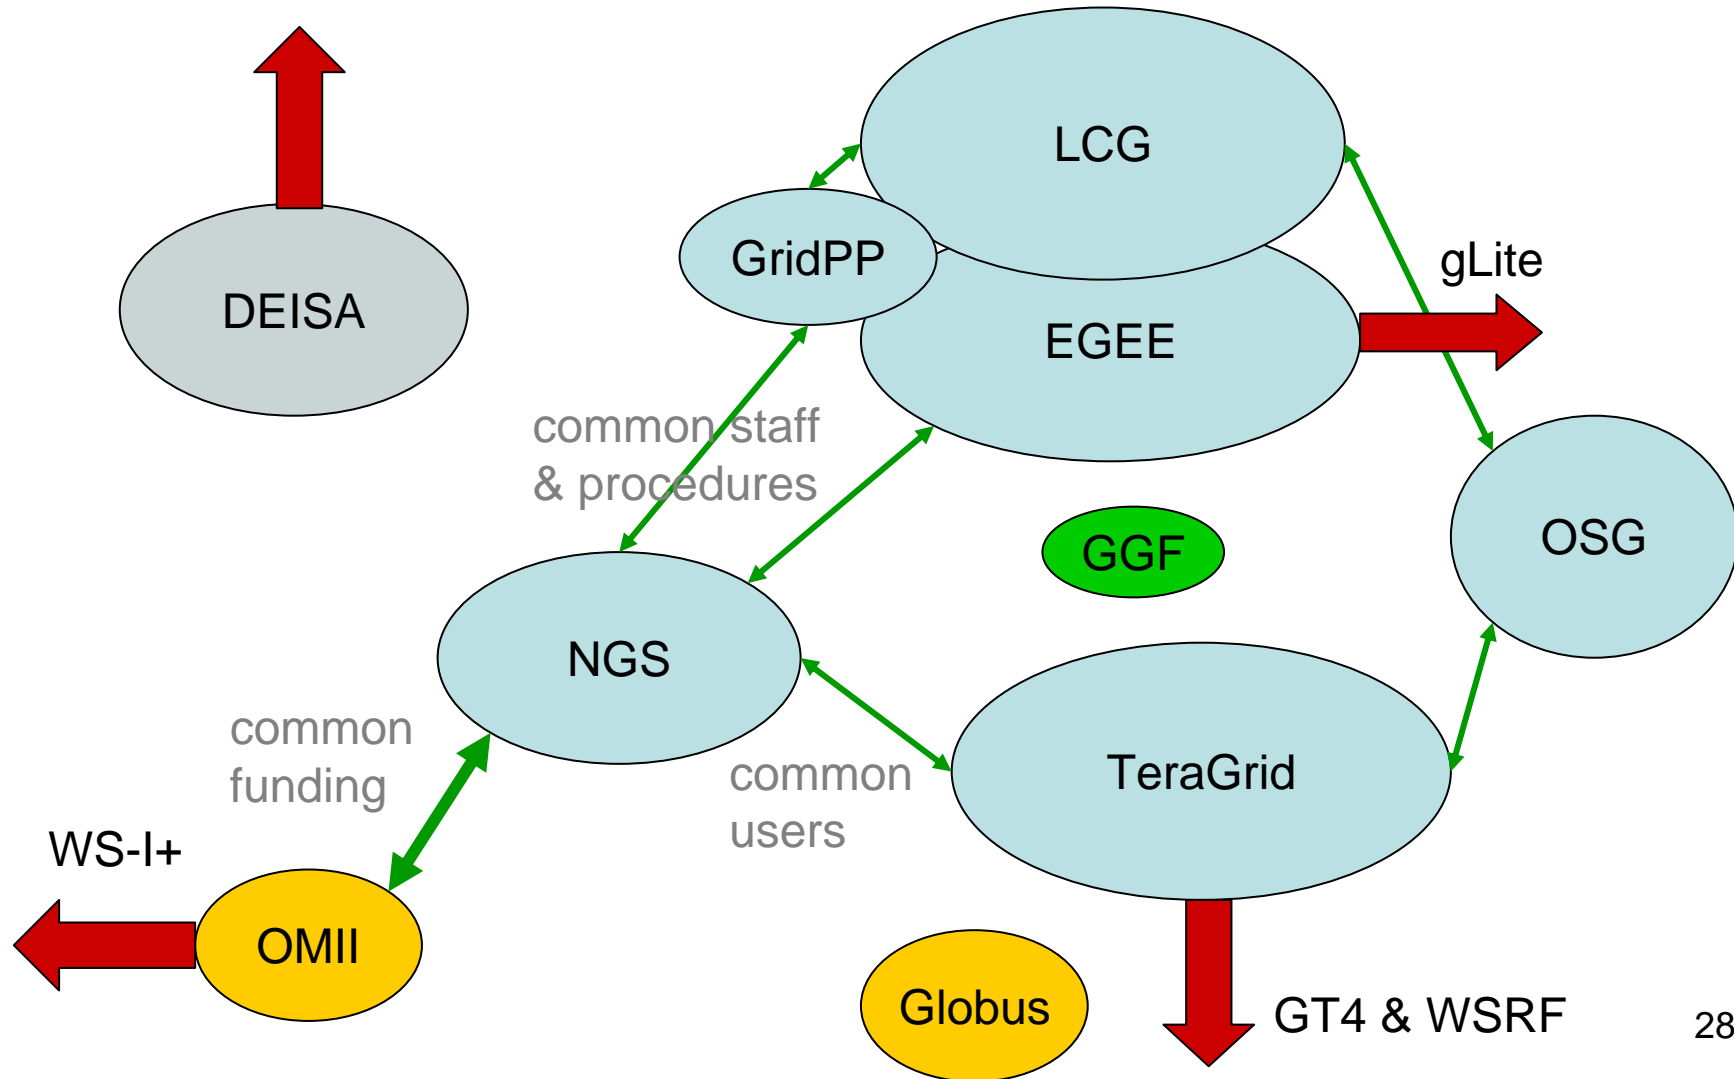 LCG
GridPP
gLite
DEISA
EGEE
common staff
& procedures
OSG
GGF
NGS
common
funding
TeraGrid
common
users
WS-I+
OMII
Globus
GT4 & WSRF
28